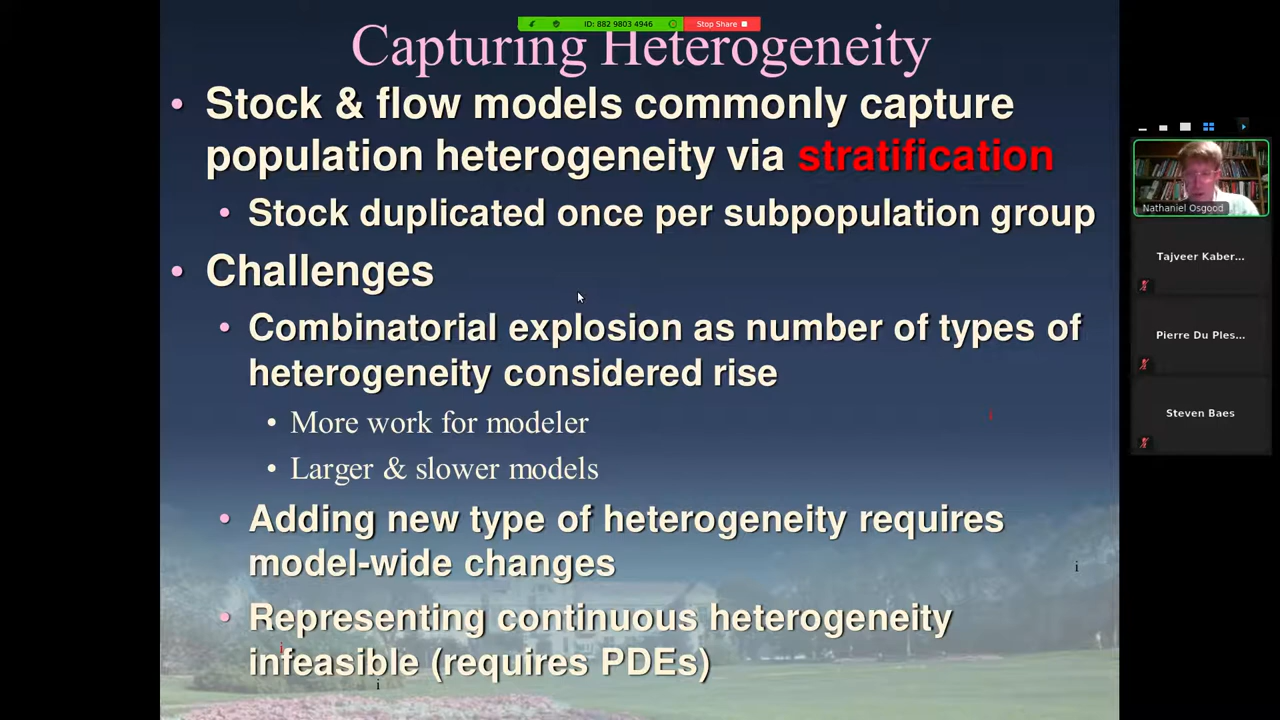 ID: 882 9803 4946
Stop Share
Capturing Heterogeneity
• Stock & flow models commonly capture
population heterogeneity via stratification
• Stock duplicated once per subpopulation group
• Challenges
• Combinatorial explosion as number of types of
heterogeneity considered rise
• More work for modeler
• Larger & slower models
• Adding new type of heterogeneity requires
model-wide changes
• Representing continuous heterogeneity
infeasible (requires PDEs)
i
i
i
i
Nathaniel Osgood
Tajveer Kaber...
Pierre Du Ples...
Steven Baes